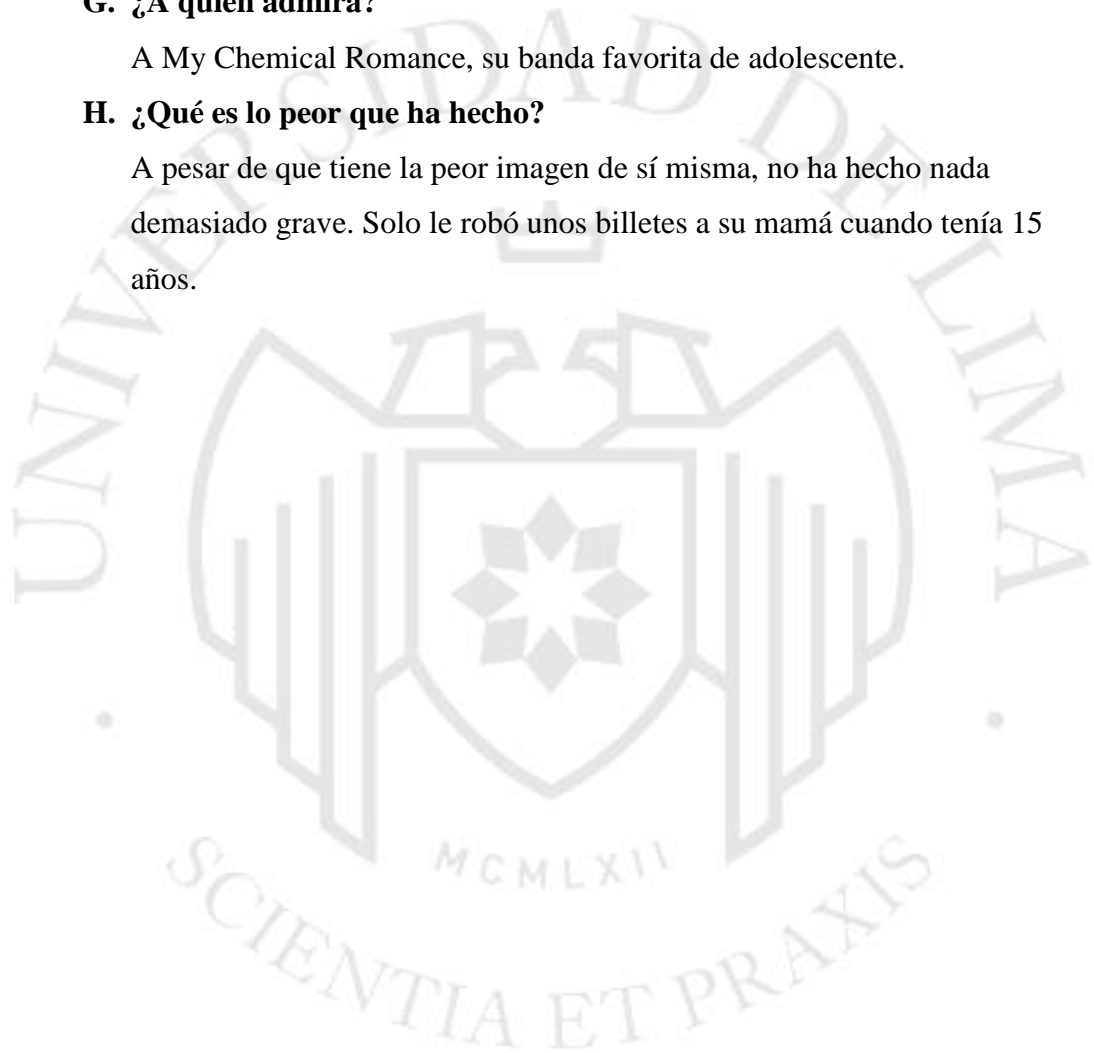 G. ¿A quién admira?
A My Chemical Romance, su banda favorita de adolescente.
H. ¿Qué es lo peor que ha hecho?
A pesar de que tiene la peor imagen de sí misma, no ha hecho nada
demasiado grave. Solo le robó unos billetes a su mamá cuando tenía 15
años.
UNIVERSIDAD DE LIMA
MCMLXII
SCIENTIA ET PRAXIS